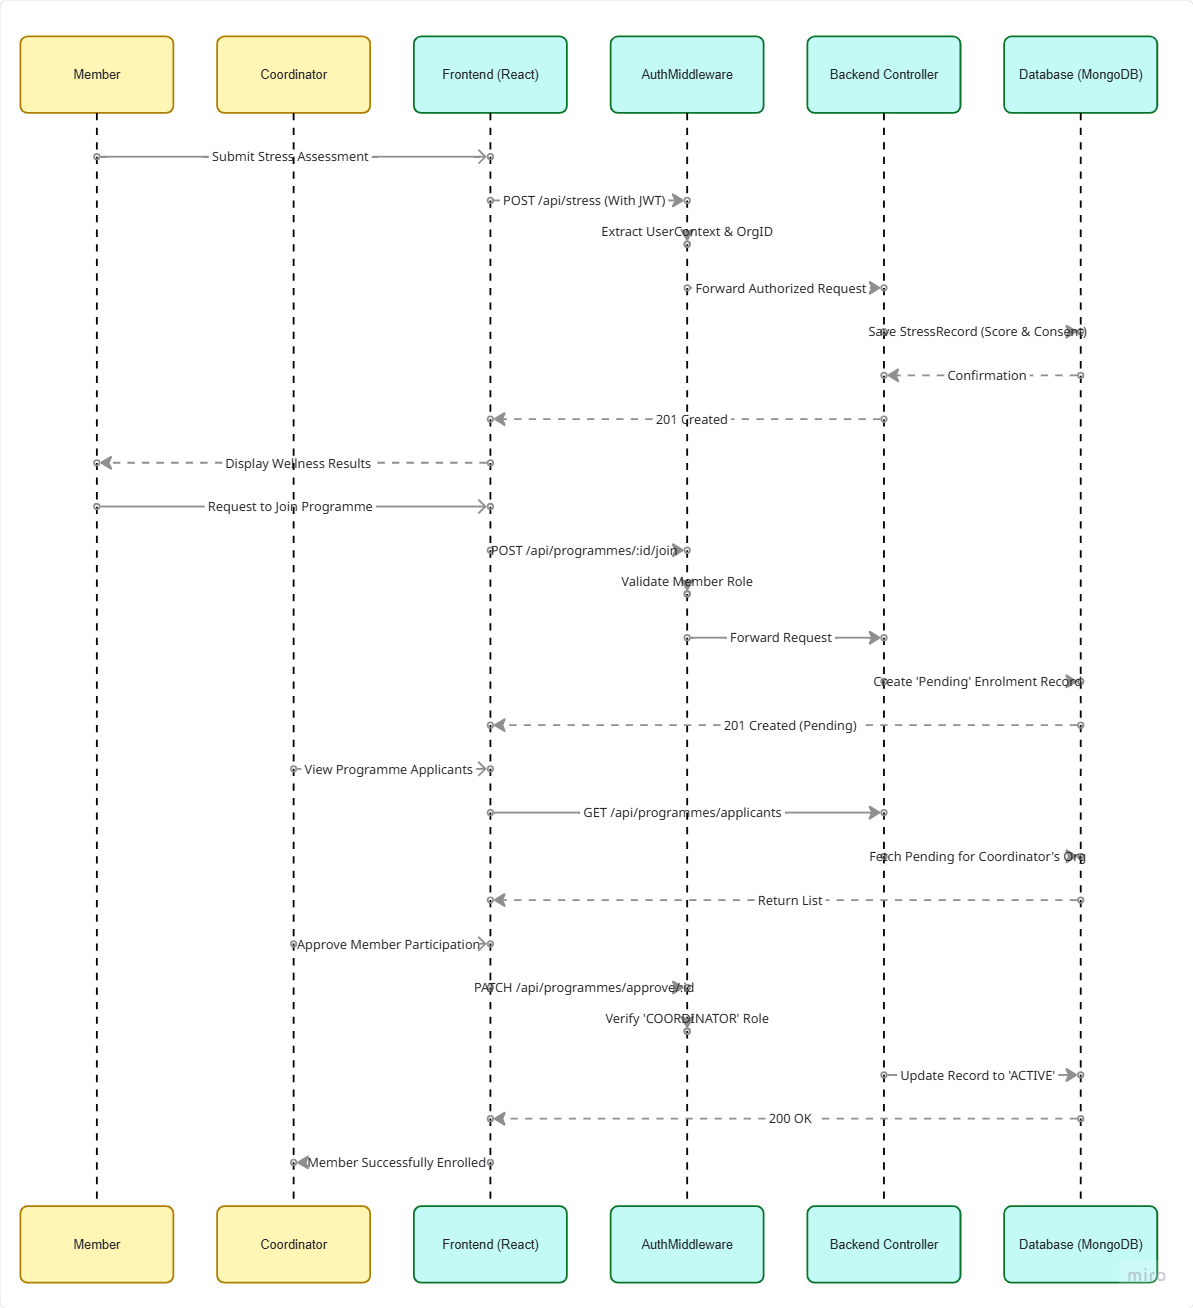 Member
Coordinator
Frontend (React)
AuthMiddleware
Backend Controller
Database (MongoDB)
Submit Stress Assessment
POST /api/stress (With JWT)
Extract UserContext & OrgID
Forward Authorized Request
Save StressRecord (Score & Consent)
Confirmation
201 Created
Display Wellness Results
Request to Join Programme
POST /api/programmes/:id/join
Validate Member Role
Forward Request
Create 'Pending' Enrolment Record
201 Created (Pending)
View Programme Applicants
GET /api/programmes/applicants
Fetch Pending for Coordinator's Org
Return List
Approve Member Participation
PATCH /api/programmes/approve/:id
Verify 'COORDINATOR' Role
Update Record to 'ACTIVE'
200 OK
Member Successfully Enrolled
Member
Coordinator
Frontend (React)
AuthMiddleware
Backend Controller
Database (MongoDB)
miro